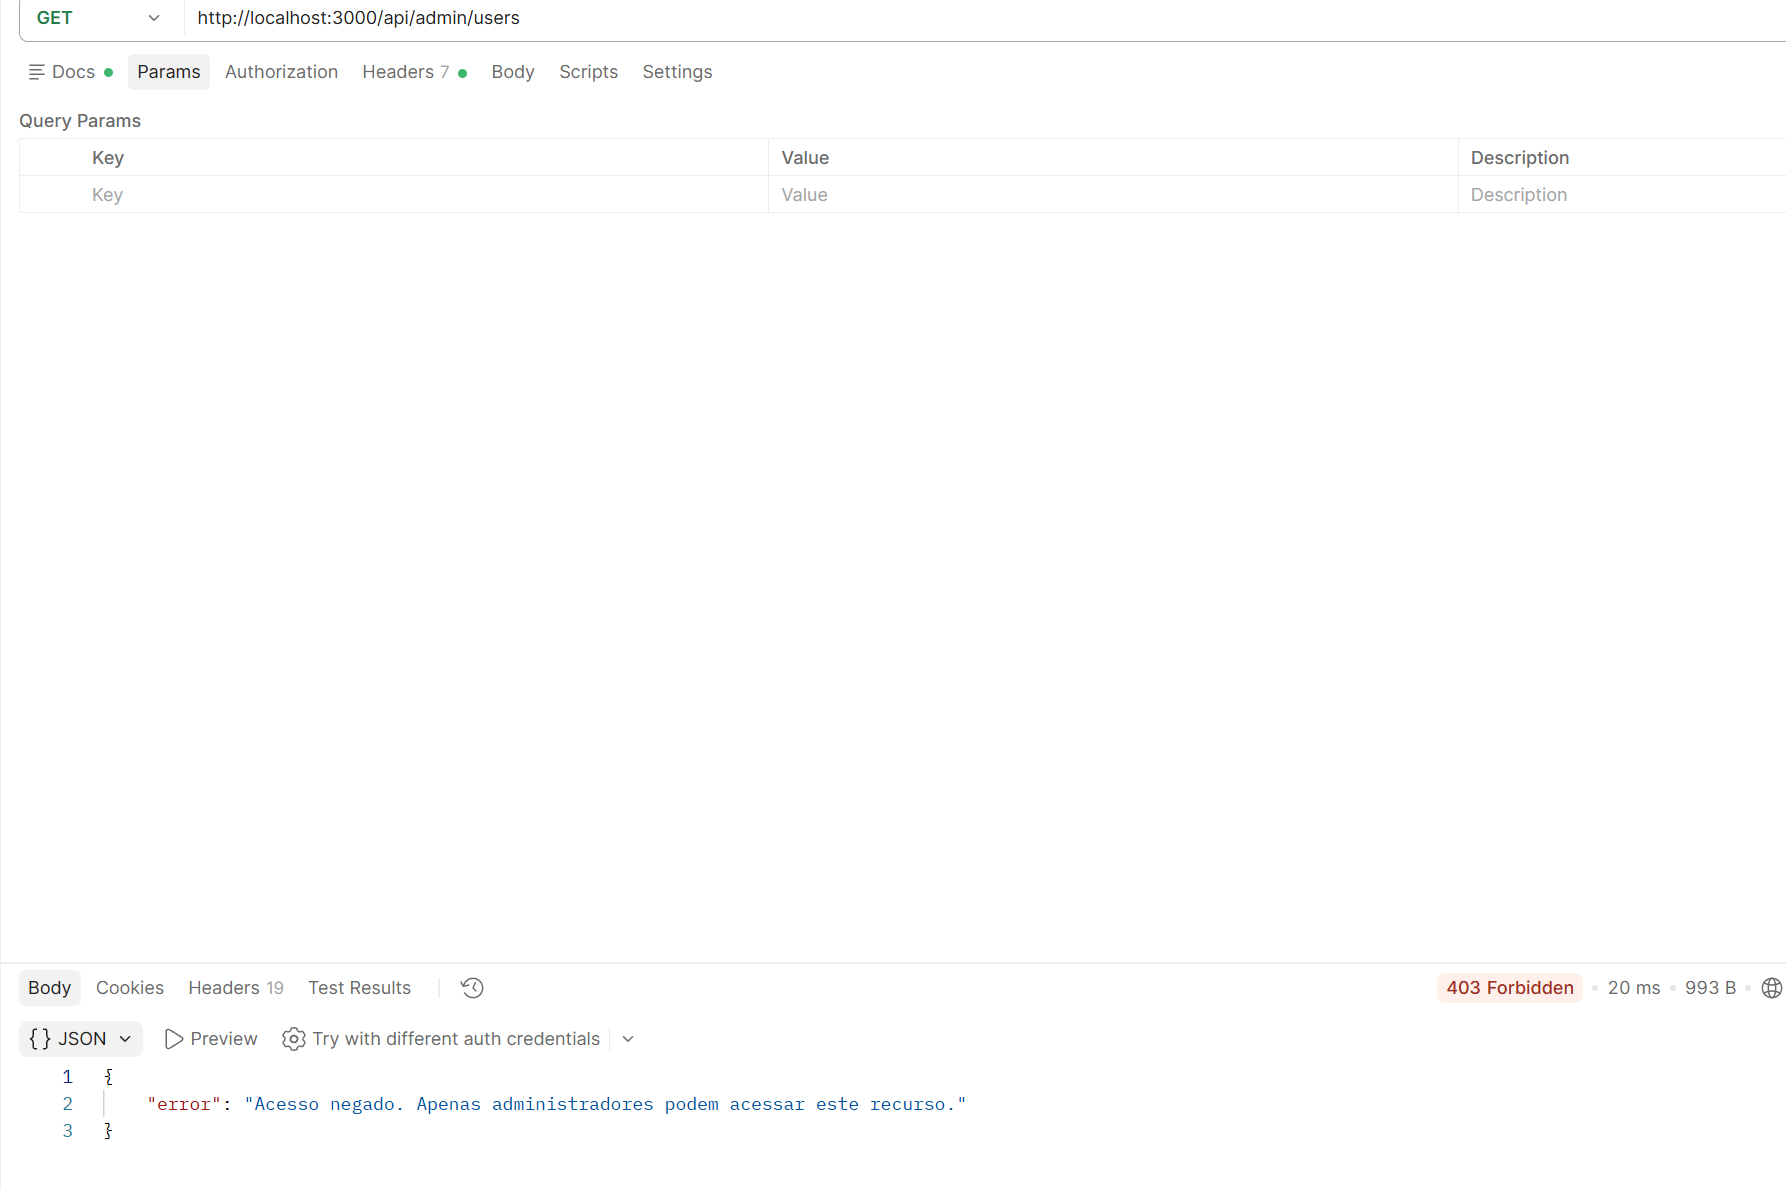 GET http://localhost:3000/api/admin/users
Docs Params Authorization Headers 7 Body Scripts Settings
Query Params
Key Value Description
Key Value Description
Body Cookies Headers 19 Test Results 403 Forbidden 20 ms 993 B
{} JSON Preview Try with different auth credentials
1 {
2 "error": "Acesso negado. Apenas administradores podem acessar este recurso."
3 }